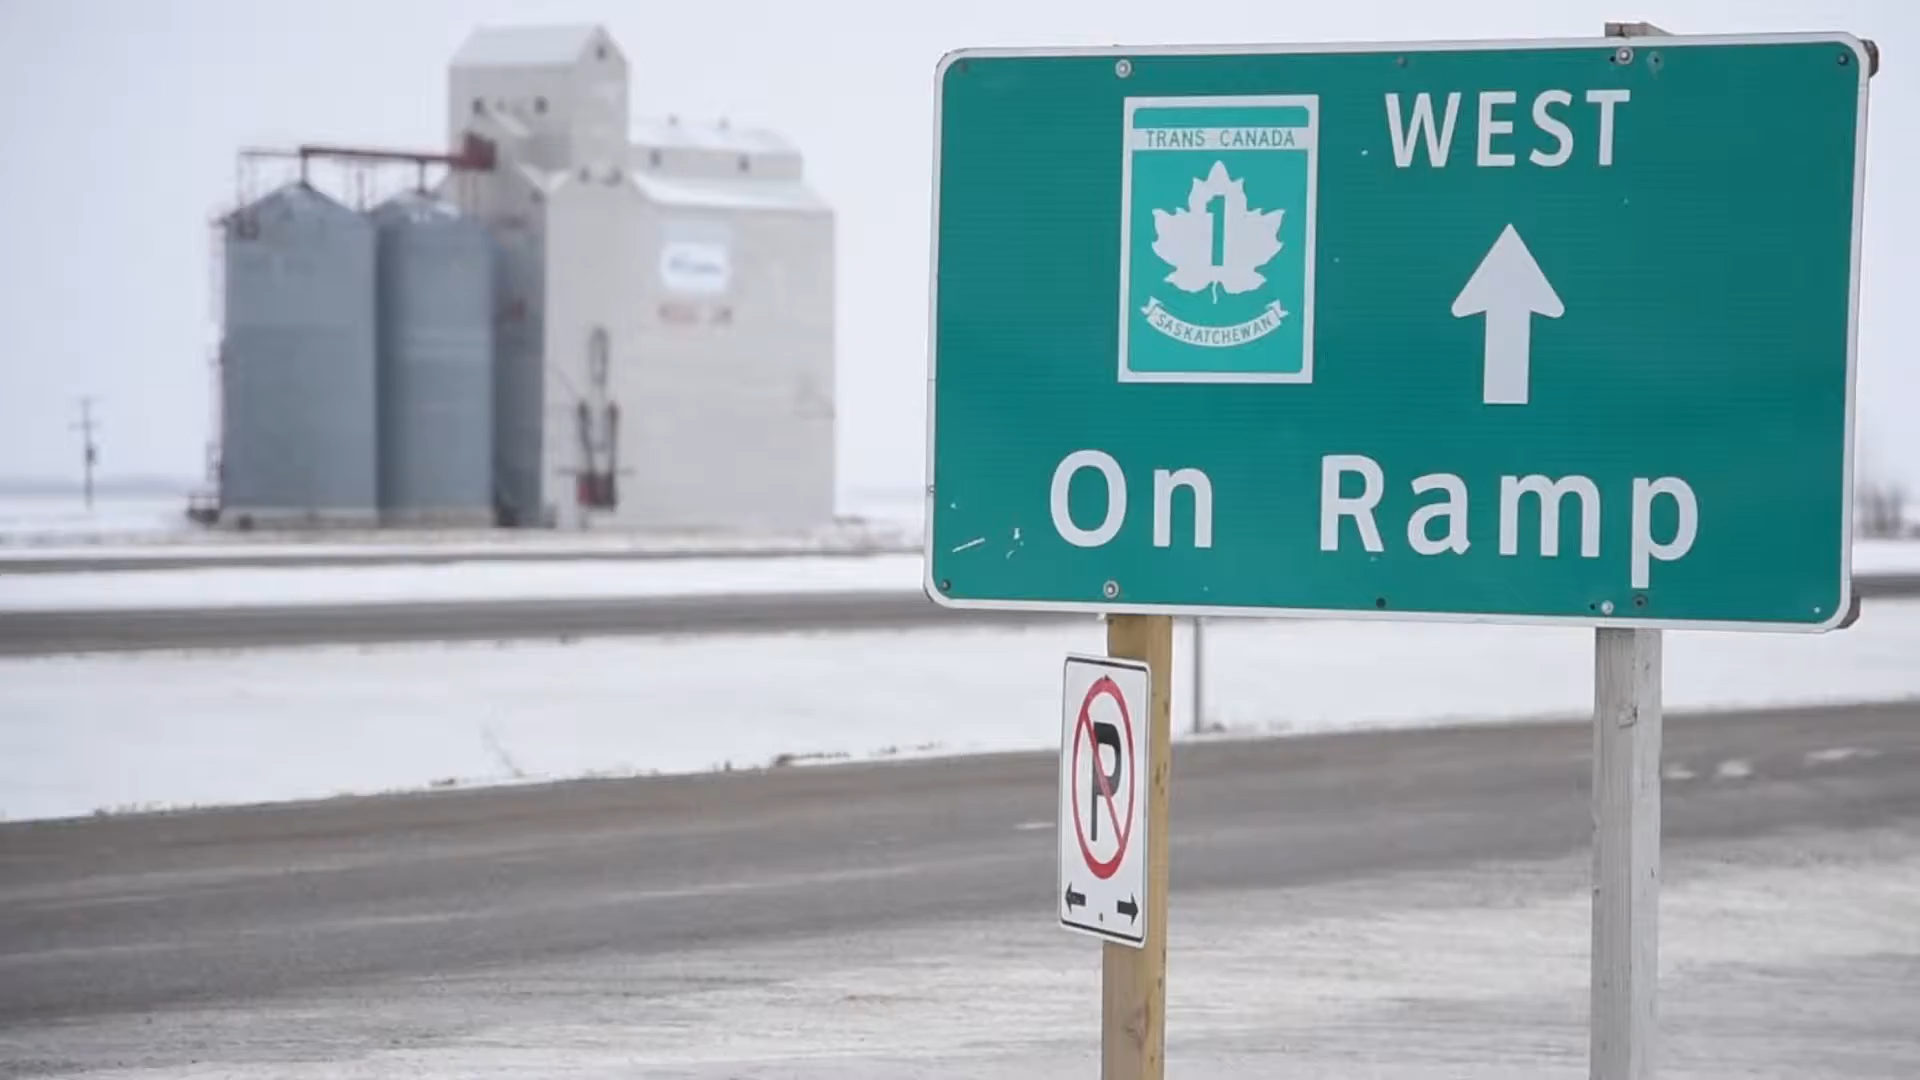 TRANS CANADA
1
SASKATCHEWAN
WEST
On Ramp
P